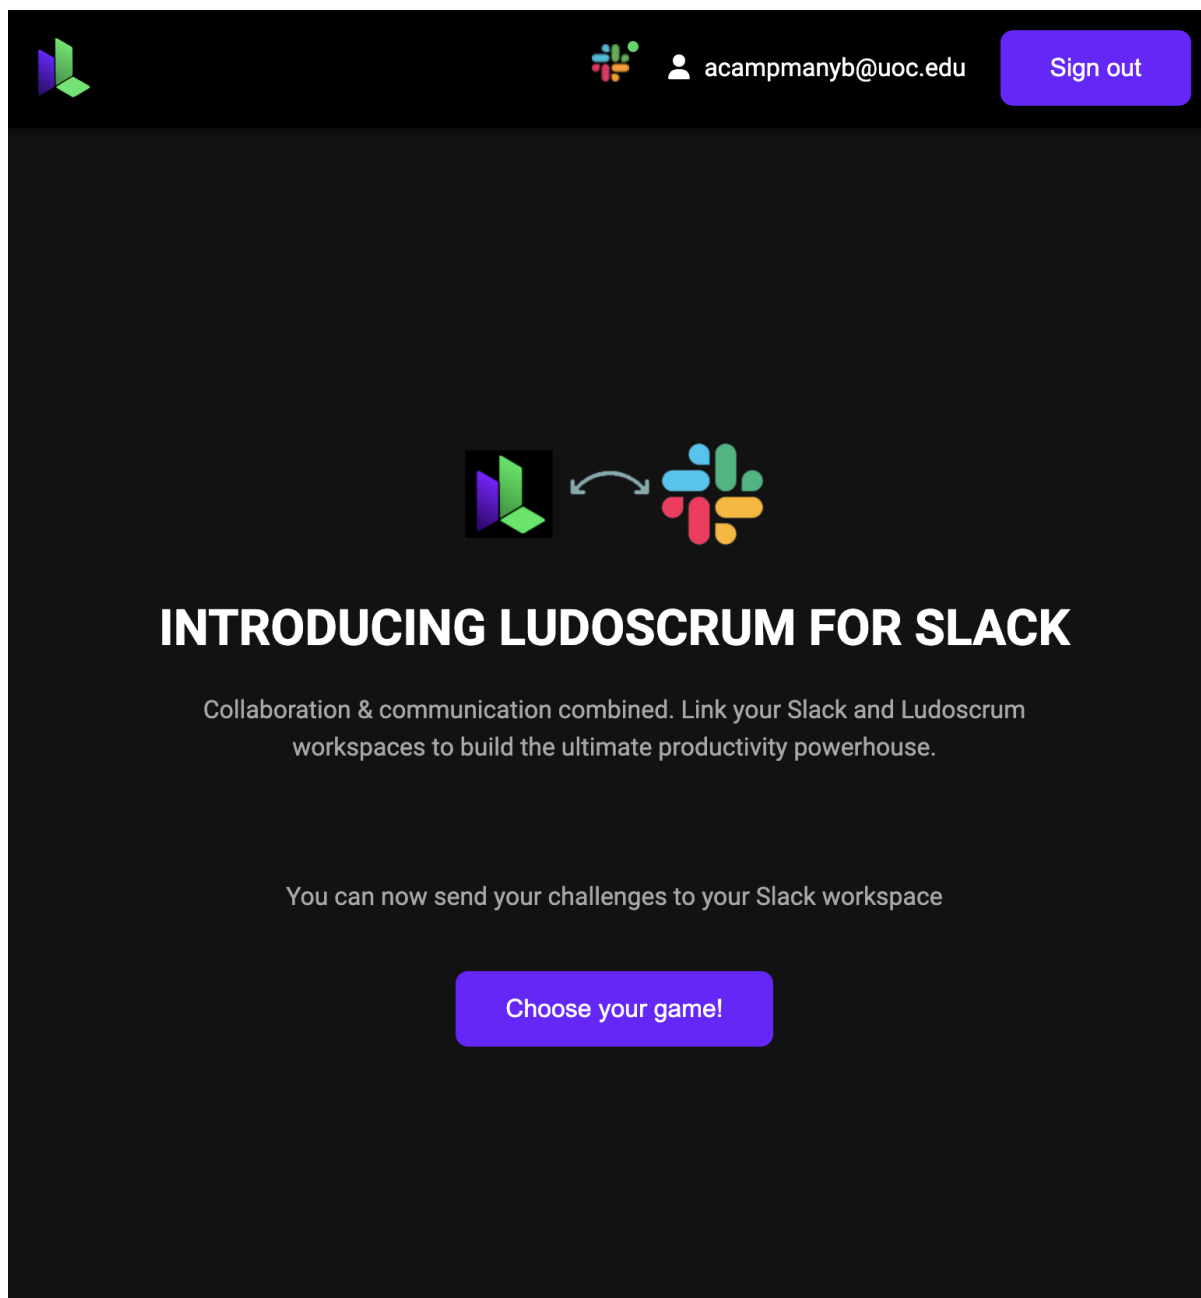 acampmanyb@uoc.edu
Sign out
INTRODUCING LUDOSCRUM FOR SLACK
Collaboration & communication combined. Link your Slack and Ludoscrum
workspaces to build the ultimate productivity powerhouse.
You can now send your challenges to your Slack workspace
Choose your game!